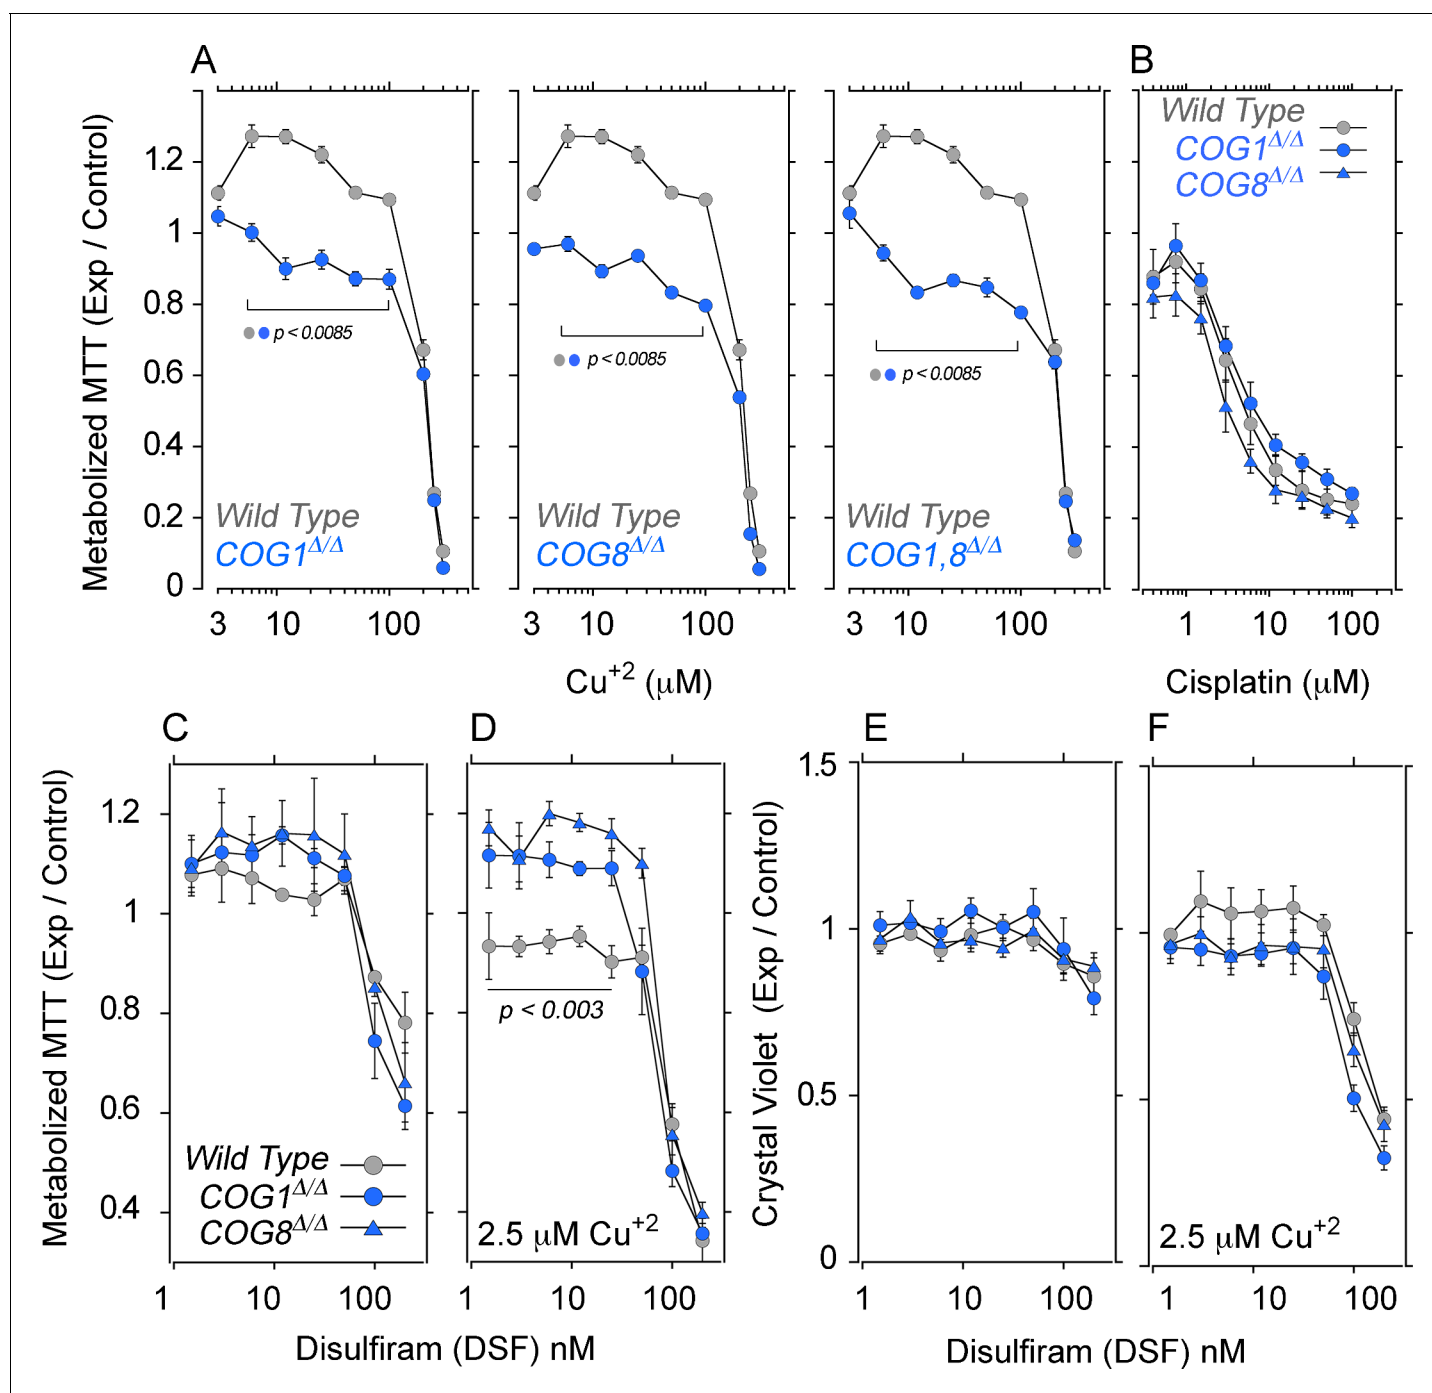 A
B
Metabolized MTT (Exp / Control)
1.2
1
0.8
0.6
0.4
0.2
0
p < 0.0085
Wild Type
COG1Δ/Δ
3 10 100
p < 0.0085
Wild Type
COG8Δ/Δ
3 10 100
p < 0.0085
Wild Type
COG1,8Δ/Δ
3 10 100
Cu+2 (μM)
Wild Type
COG1Δ/Δ
COG8Δ/Δ
1 10 100
Cisplatin (μM)
C
D
E
F
Metabolized MTT (Exp / Control)
1.2
1
0.8
0.6
0.4
Wild Type
COG1Δ/Δ
COG8Δ/Δ
1 10 100
p < 0.003
2.5 μM Cu+2
1 10 100
Disulfiram (DSF) nM
Crystal Violet (Exp / Control)
1.5
1.0
0.5
0
1 10 100
2.5 μM Cu+2
1 10 100
Disulfiram (DSF) nM